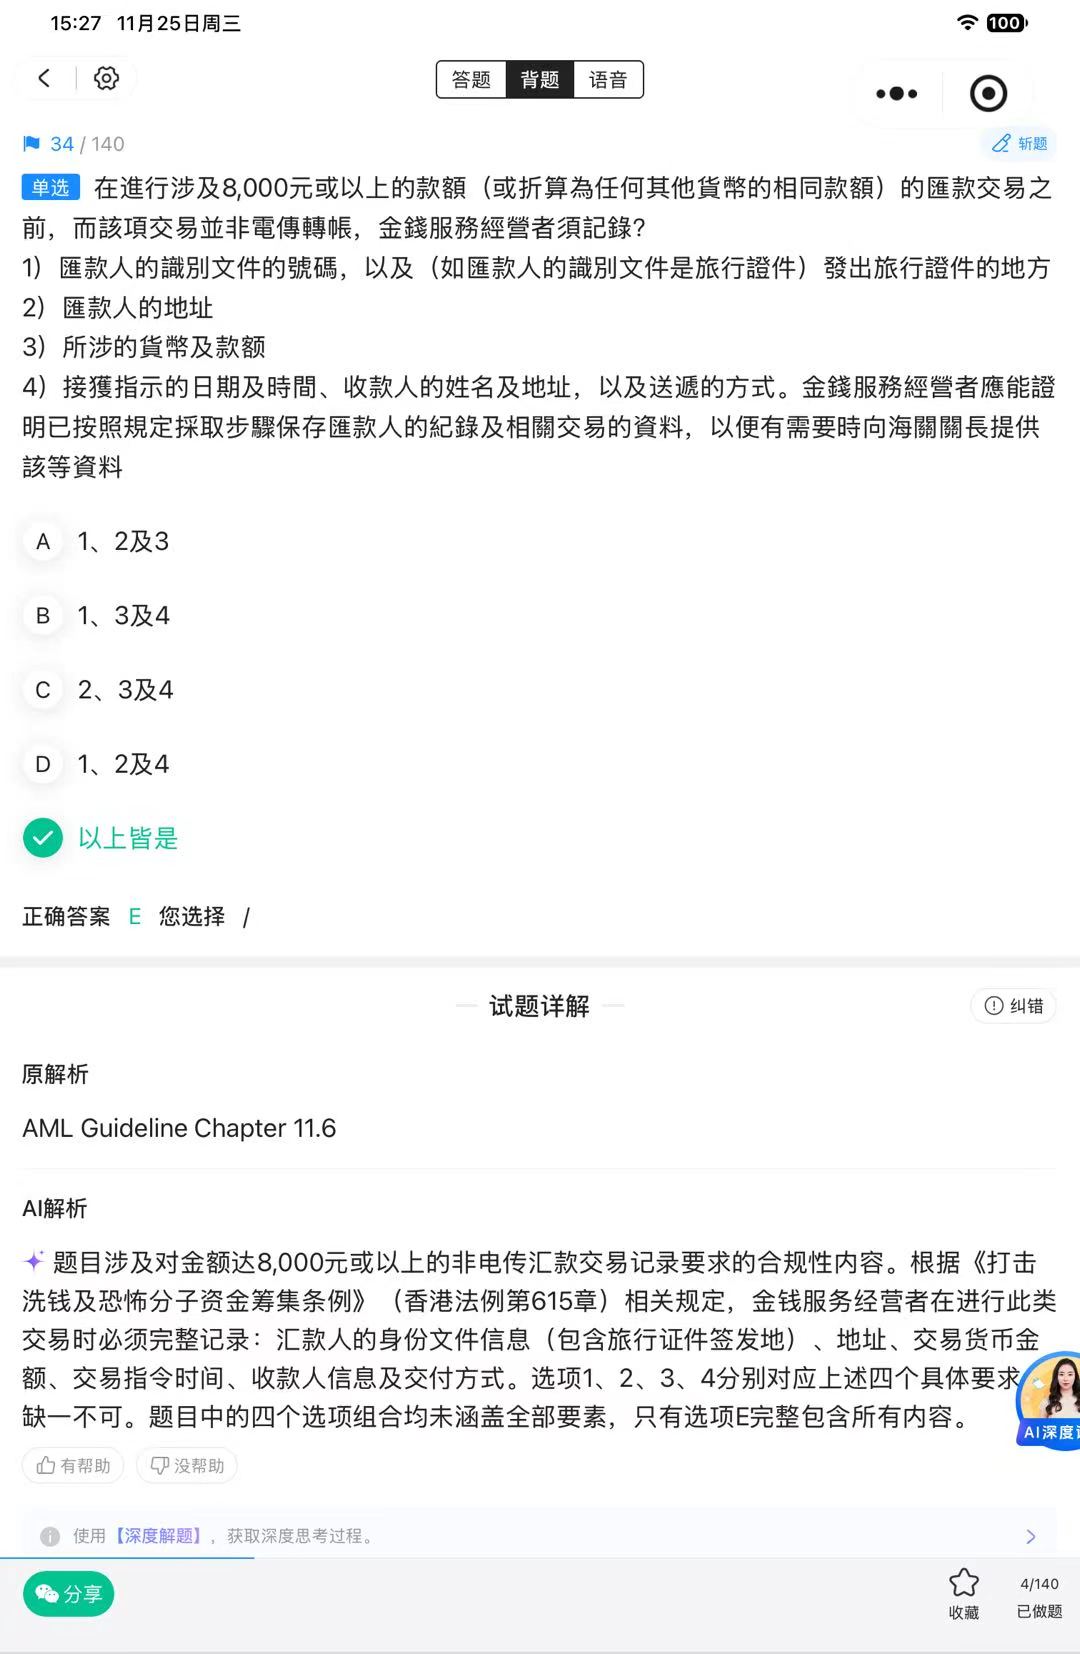 15:27 11月25日周三
100
答题 背题 语音
34 / 140
斩题
单选 在進行涉及8,000元或以上的款額（或折算為任何其他貨幣的相同款額）的匯款交易之
前，而該項交易並非電傳轉帳，金錢服務經營者須記錄?
1）匯款人的識別文件的號碼，以及（如匯款人的識別文件是旅行證件）發出旅行證件的地方
2）匯款人的地址
3）所涉的貨幣及款额
4）接獲指示的日期及時間、收款人的姓名及地址，以及送遞的方式。金錢服務經營者應能證
明已按照規定採取步驟保存匯款人的紀錄及相關交易的資料，以便有需要時向海關關長提供
該等資料
A 1、2及3
B 1、3及4
C 2、3及4
D 1、2及4
以上皆是
正确答案 E 您选择 /
试题详解
纠错
原解析
AML Guideline Chapter 11.6
AI解析
题目涉及对金额达8,000元或以上的非电传汇款交易记录要求的合规性内容。根据《打击
洗钱及恐怖分子资金筹集条例》（香港法例第615章）相关规定，金钱服务经营者在进行此类
交易时必须完整记录：汇款人的身份文件信息（包含旅行证件签发地）、地址、交易货币金
额、交易指令时间、收款人信息及交付方式。选项1、2、3、4分别对应上述四个具体要求
缺一不可。题目中的四个选项组合均未涵盖全部要素，只有选项E完整包含所有内容。
AI深度
有帮助 没帮助
使用【深度解题】，获取深度思考过程。
分享
收藏
4/140
已做题